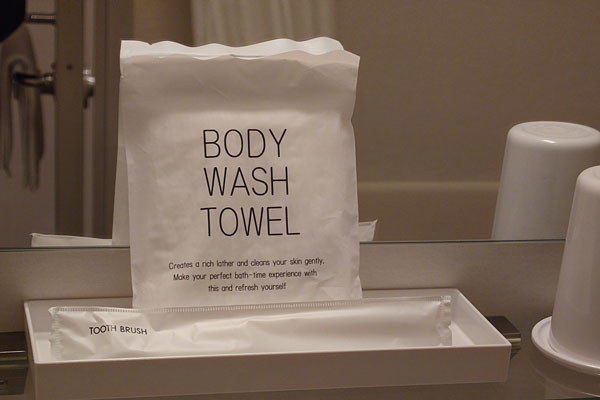 BODY
WASH
TOWEL
Creates a rich lather and cleans your skin gently.
Make your perfect bath-time experience with
this and refresh yourself
TOOTH BRUSH